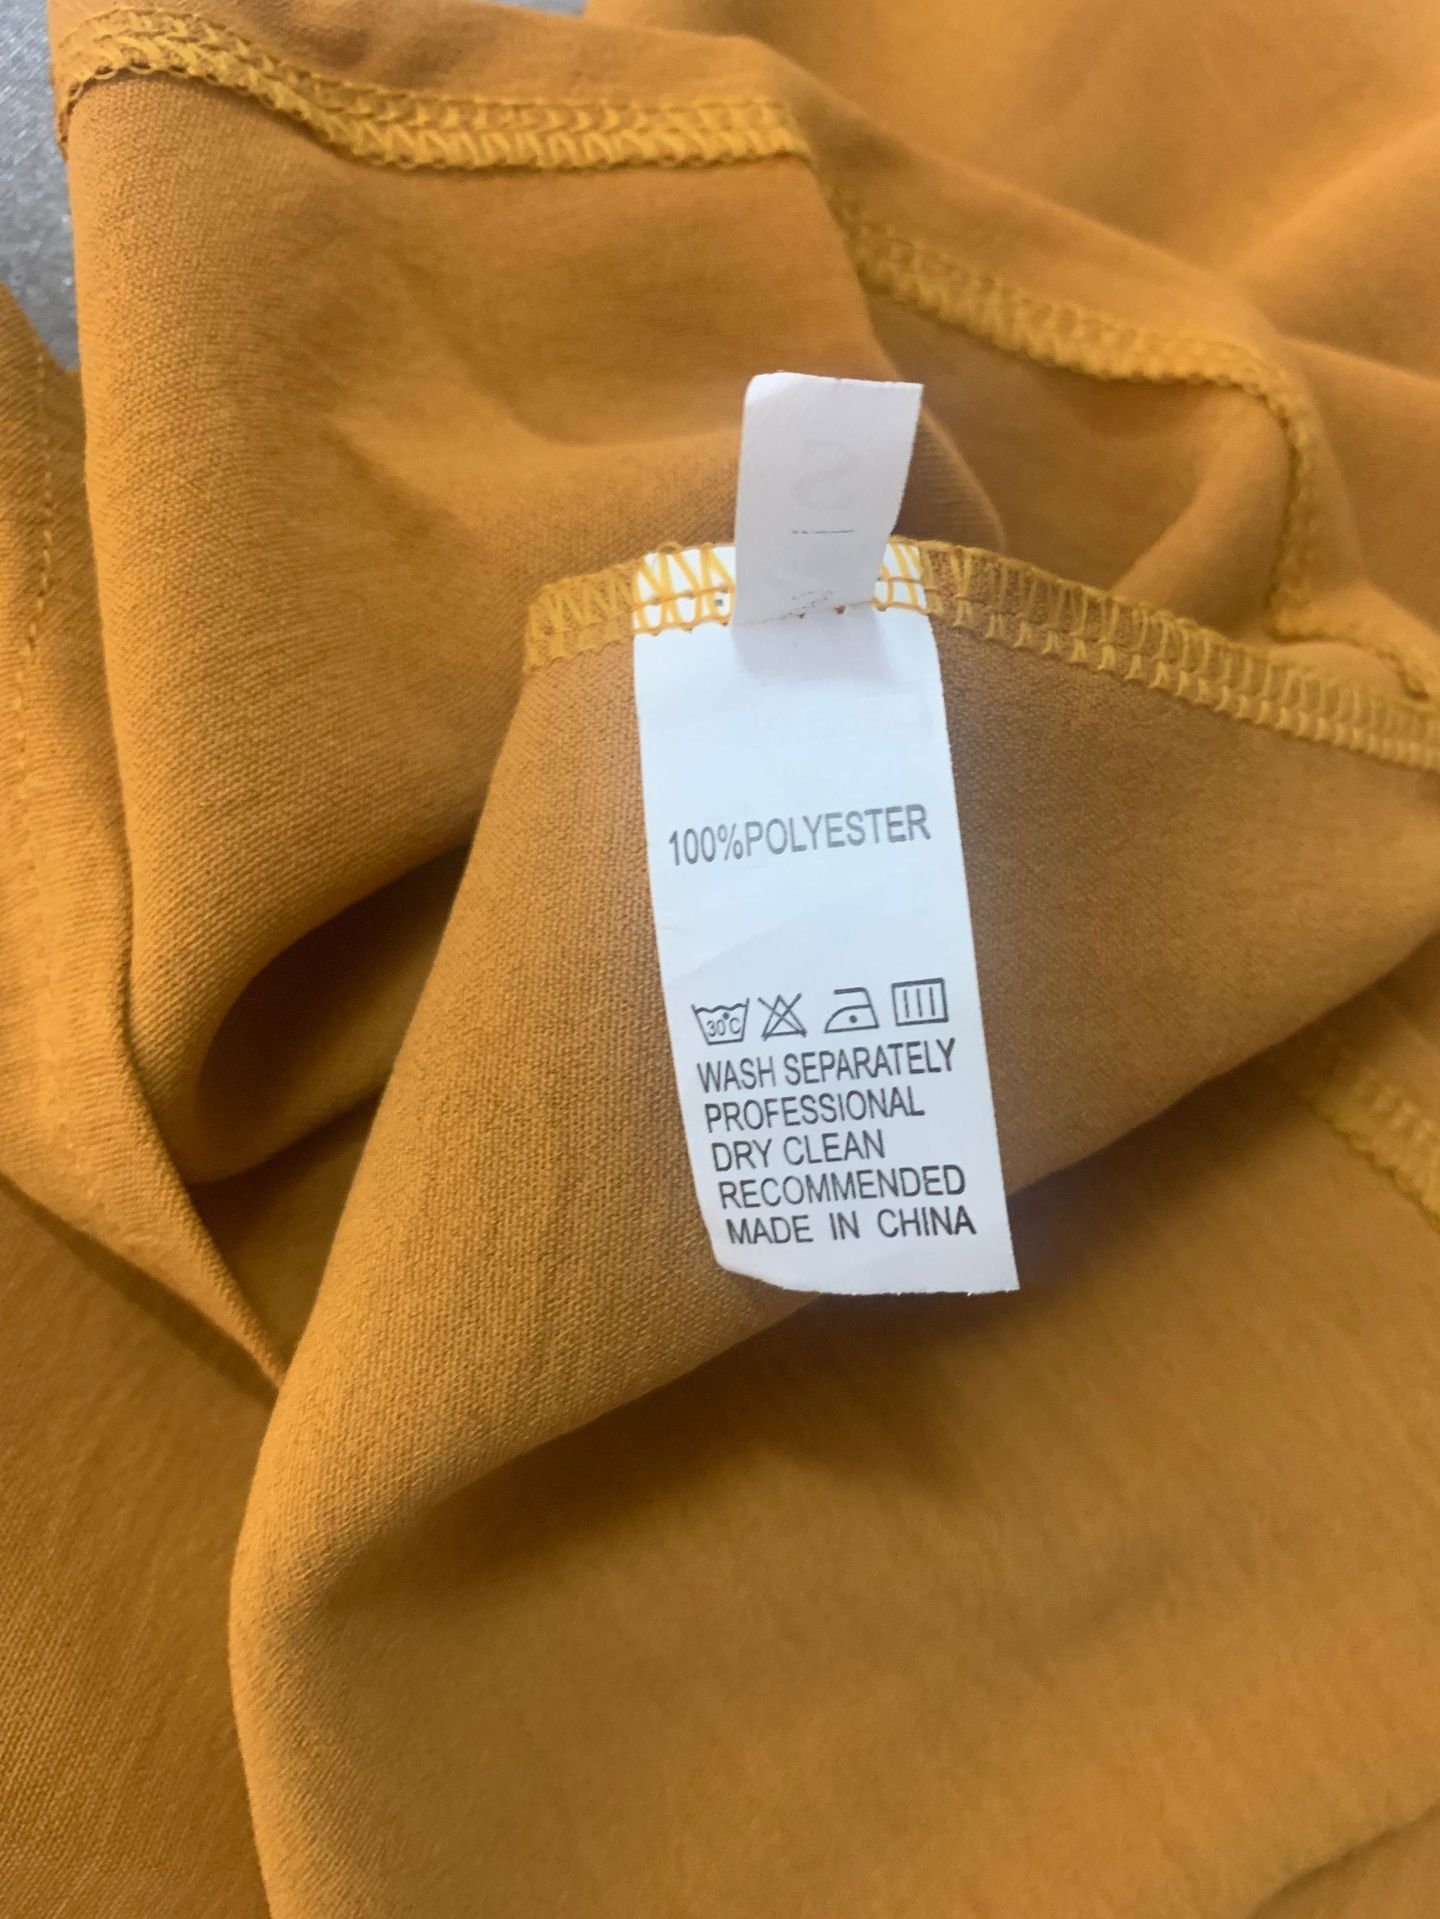 100%POLYESTER
30°C
WASH SEPARATELY
PROFESSIONAL
DRY CLEAN
RECOMMENDED
MADE IN CHINA